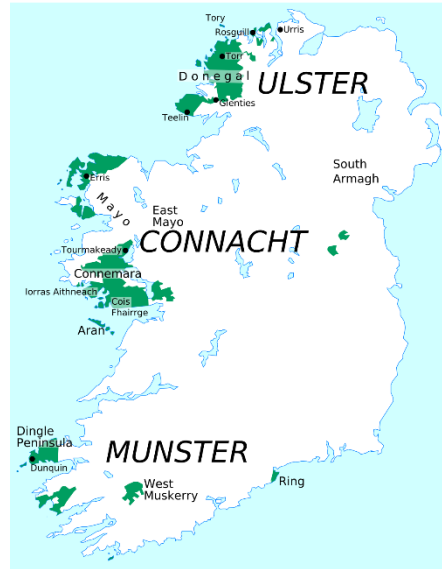 Tory
Rosguill
Urris
Torr
Donegal
ULSTER
Glenties
Teelin
South
Armagh
Erris
Mayo
East
Mayo
CONNACHT
Tourmakeady
Connemara
Iorras Aithneach
Cois
Fhairrge
Aran
Dingle
Peninsula
MUNSTER
Dunquin
West
Muskerry
Ring